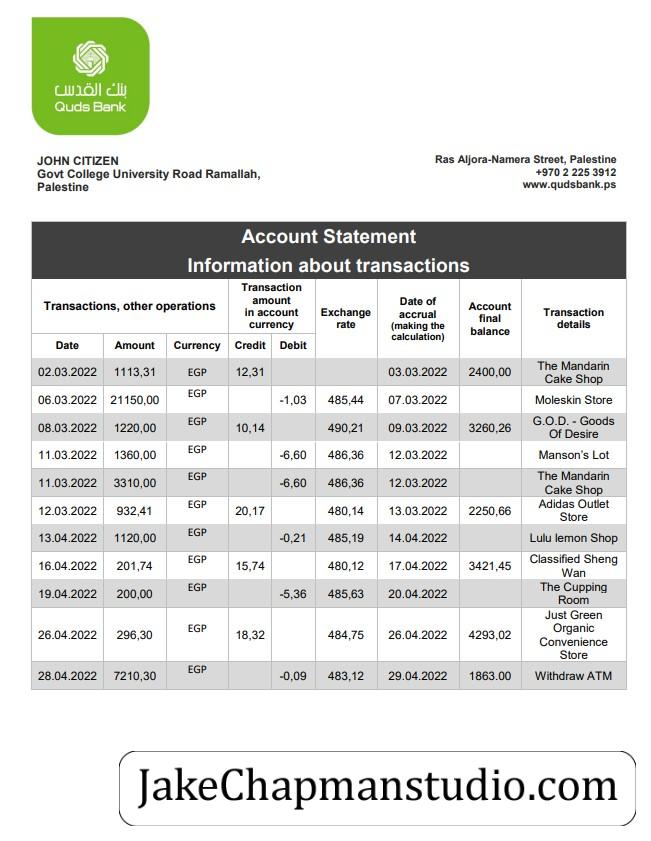 بنك القدس
Quds Bank
JOHN CITIZEN
Govt College University Road Ramallah,
Palestine
Ras Aljora-Namera Street, Palestine
+970 2 225 3912
www.qudsbank.ps
Account Statement
Information about transactions
Transactions, other operations
Transaction
amount
in account
currency
Exchange
rate
Date of
accrual
(making the
calculation)
Account
final
balance
Transaction
details
Date Amount Currency Credit Debit
02.03.2022 1113,31 EGP 12,31 03.03.2022 2400,00 The Mandarin
Cake Shop
06.03.2022 21150,00 EGP -1,03 485,44 07.03.2022 Moleskin Store
08.03.2022 1220,00 EGP 10,14 490,21 09.03.2022 3260,26 G.O.D. - Goods
Of Desire
11.03.2022 1360,00 EGP -6,60 486,36 12.03.2022 Manson's Lot
11.03.2022 3310,00 EGP -6,60 486,36 12.03.2022 The Mandarin
Cake Shop
12.03.2022 932,41 EGP 20,17 480,14 13.03.2022 2250,66 Adidas Outlet
Store
13.04.2022 1120,00 EGP -0,21 485,19 14.04.2022 Lulu lemon Shop
16.04.2022 201,74 EGP 15,74 480,12 17.04.2022 3421,45 Classified Sheng
Wan
19.04.2022 200,00 EGP -5,36 485,63 20.04.2022 The Cupping
Room
26.04.2022 296,30 EGP 18,32 484,75 26.04.2022 4293,02 Just Green
Organic
Convenience
Store
28.04.2022 7210,30 EGP -0,09 483,12 29.04.2022 1863.00 Withdraw ATM
JakeChapmanstudio.com